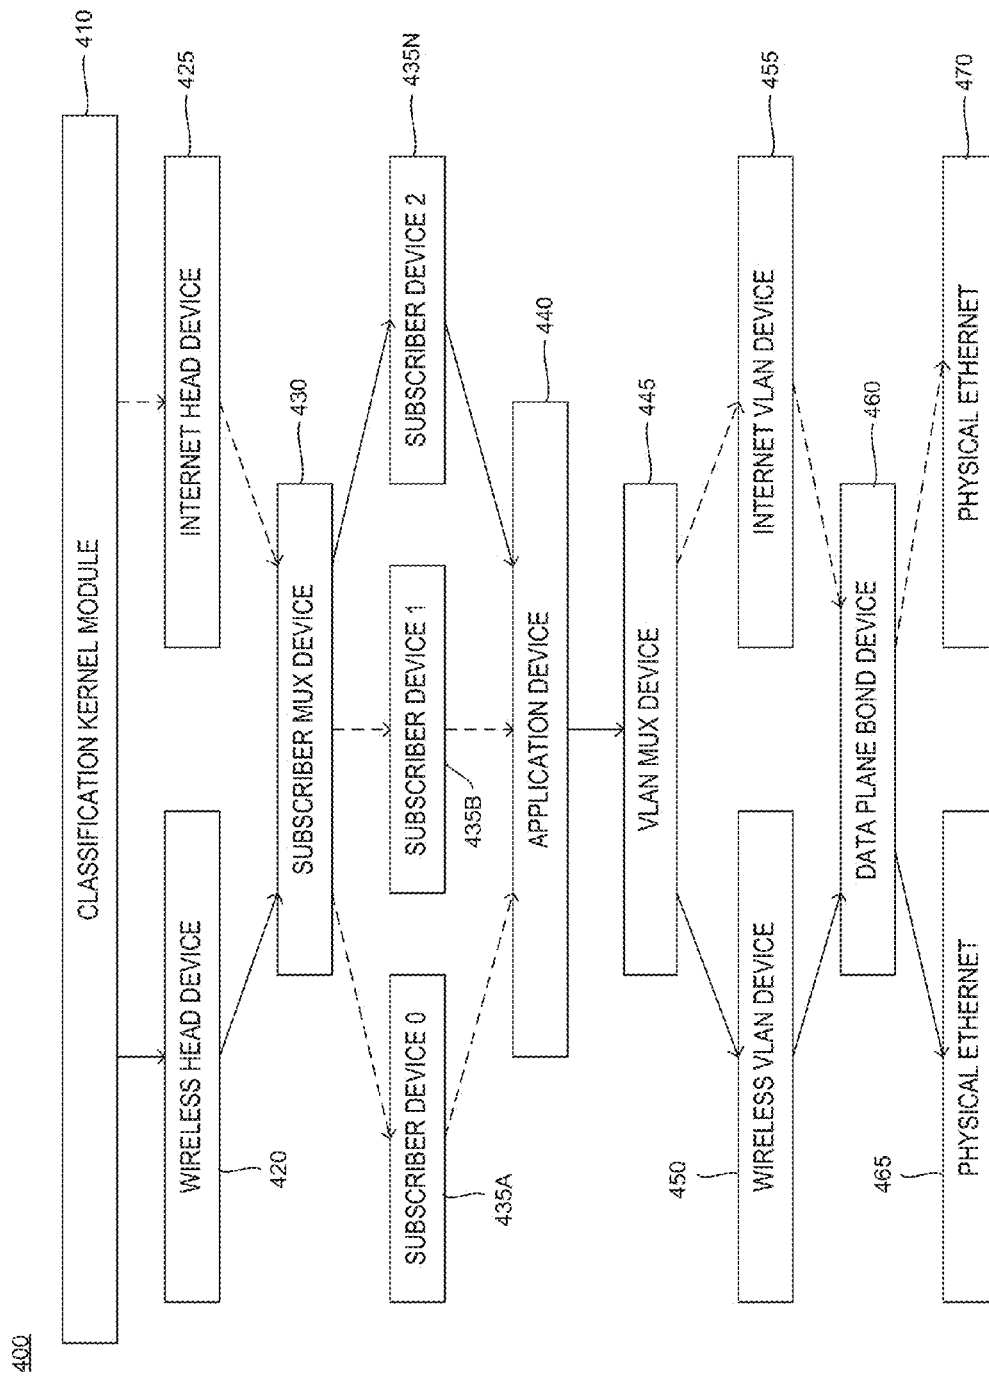 400
CLASSIFICATION KERNEL MODULE
410
WIRELESS HEAD DEVICE
420
INTERNET HEAD DEVICE
425
SUBSCRIBER MUX DEVICE
430
SUBSCRIBER DEVICE 0
435A
SUBSCRIBER DEVICE 1
435B
SUBSCRIBER DEVICE 2
435N
APPLICATION DEVICE
440
VLAN MUX DEVICE
445
WIRELESS VLAN DEVICE
450
INTERNET VLAN DEVICE
455
DATA PLANE BOND DEVICE
460
PHYSICAL ETHERNET
465
PHYSICAL ETHERNET
470